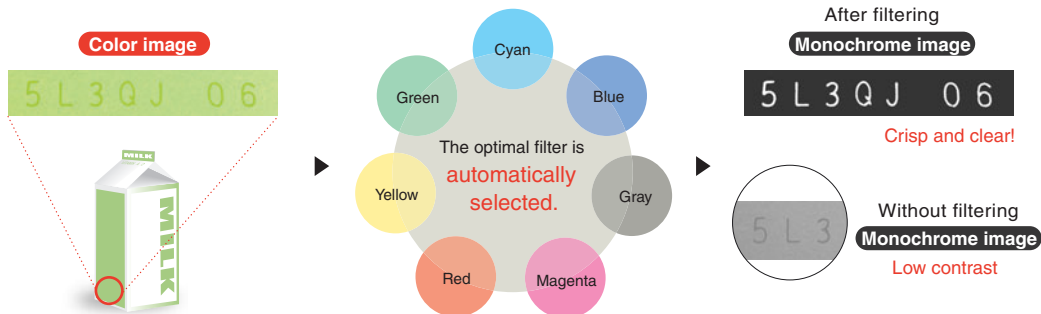 Color image
5 L 3 Q J 0 6
MILK
MILK
Cyan
Green
Blue
The optimal filter is
automatically
selected.
Yellow
Gray
Red
Magenta
After filtering
Monochrome image
5 L 3 Q J 0 6
Crisp and clear!
5 L 3
Without filtering
Monochrome image
Low contrast